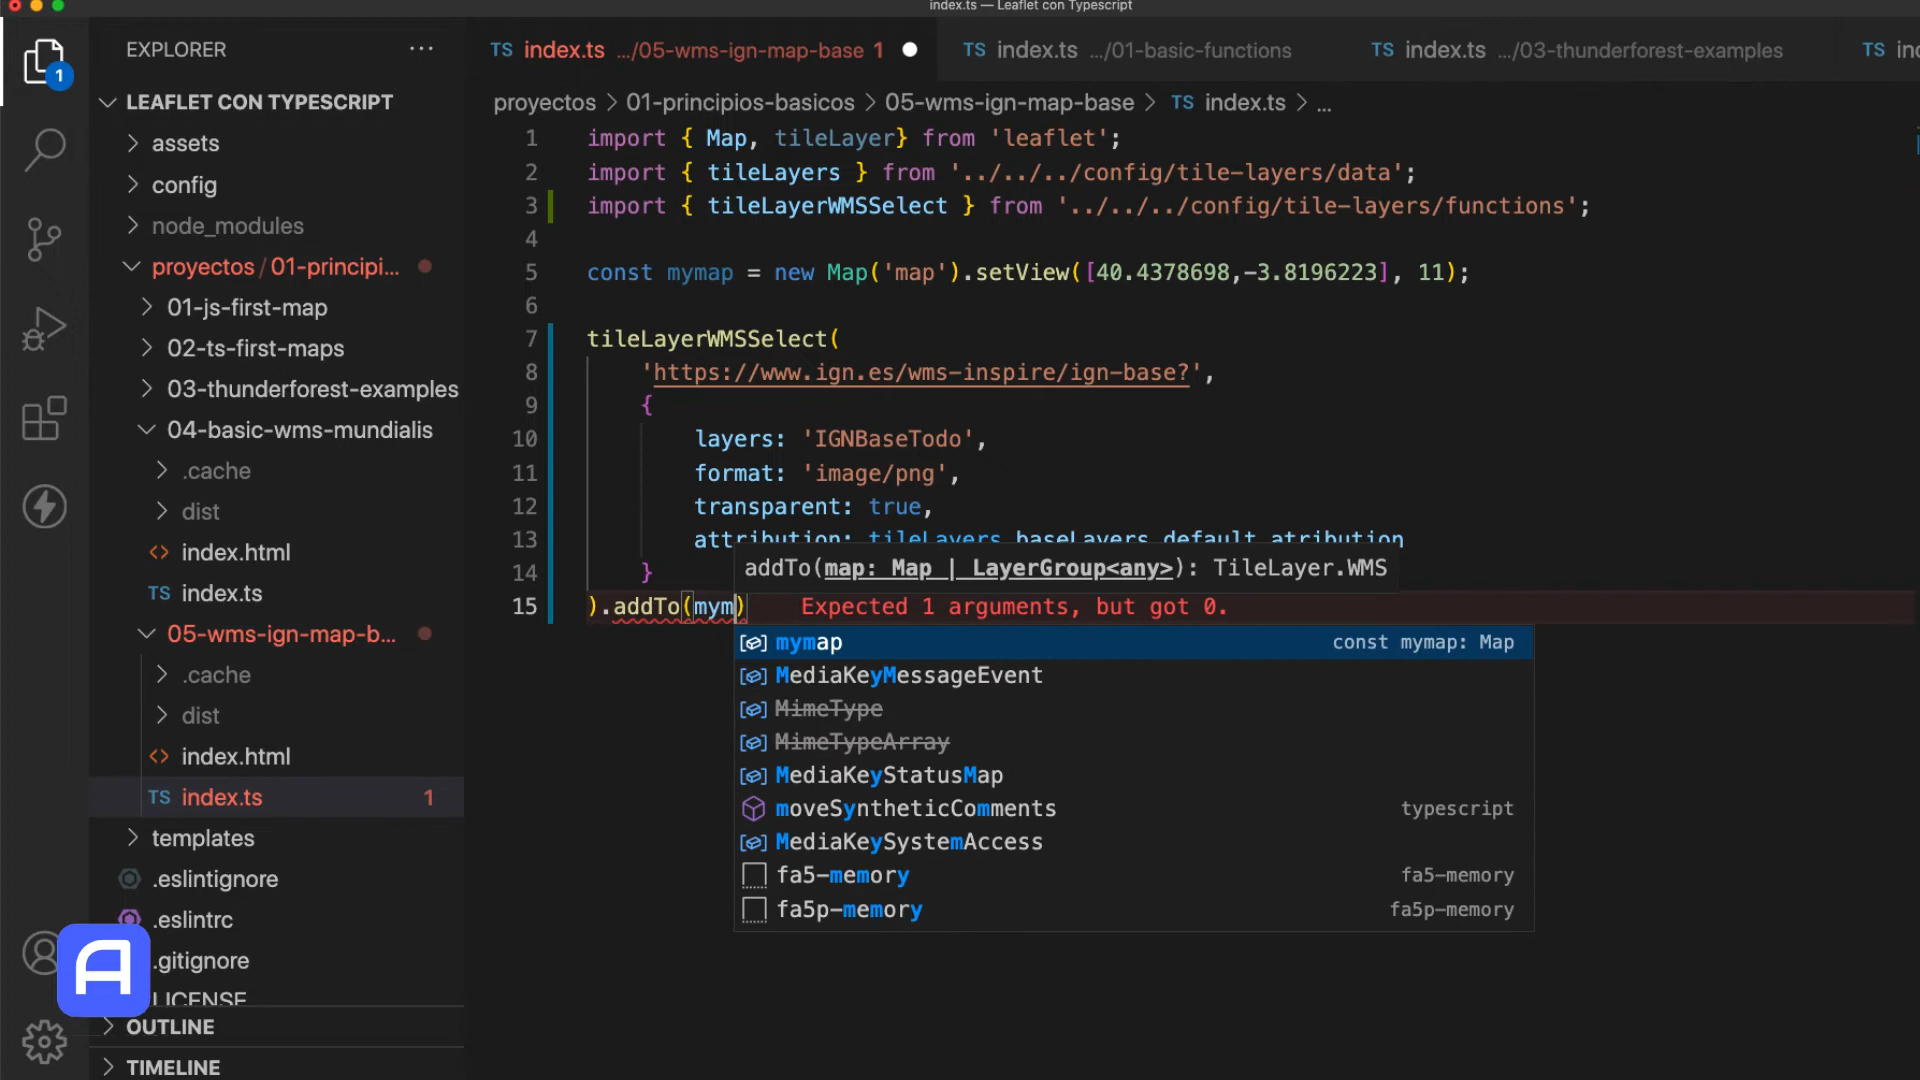 index.ts — Leaflet con Typescript
EXPLORER
1
LEAFLET CON TYPESCRIPT
assets
config
node_modules
proyectos / 01-principi...
01-js-first-map
02-ts-first-maps
03-thunderforest-examples
04-basic-wms-mundialis
.cache
dist
<> index.html
TS index.ts
05-wms-ign-map-b...
.cache
dist
<> index.html
TS index.ts 1
templates
.eslintignore
.eslintrc
.gitignore
LICENSE
OUTLINE
TIMELINE
A
TS index.ts .../05-wms-ign-map-base 1
TS index.ts .../01-basic-functions
TS index.ts .../03-thunderforest-examples
TS
proyectos > 01-principios-basicos > 05-wms-ign-map-base > TS index.ts > ...
1 import { Map, tileLayer} from 'leaflet';
2 import { tileLayers } from '../../../config/tile-layers/data';
3 import { tileLayerWMSSelect } from '../../../config/tile-layers/functions';
4
5 const mymap = new Map('map').setView([40.4378698,-3.8196223], 11);
6
7 tileLayerWMSSelect(
8 'https://www.ign.es/wms-inspire/ign-base?',
9 {
10 layers: 'IGNBaseTodo',
11 format: 'image/png',
12 transparent: true,
13 attribution: tileLayers.baseLayers.default.atribution
14 }
addTo(map: Map | LayerGroup<any>): TileLayer.WMS
15 ).addTo(mym) Expected 1 arguments, but got 0.
mymap const mymap: Map
MediaKeyMessageEvent
MimeType
MimeTypeArray
MediaKeyStatusMap
moveSyntheticComments typescript
MediaKeySystemAccess
fa5-memory fa5-memory
fa5p-memory fa5p-memory